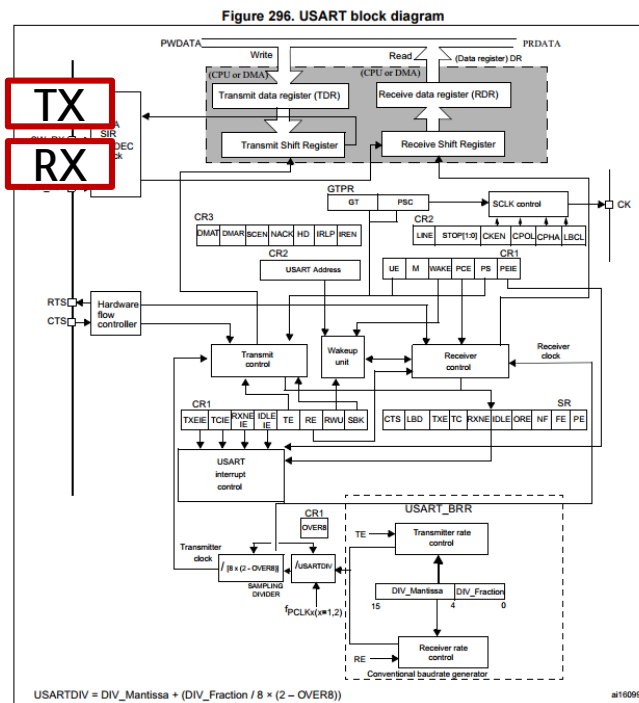 Figure 296. USART block diagram
PWDATA
PRDATA
Write
Read
(Data register) DR
(CPU or DMA)
(CPU or DMA)
TX
Transmit data register (TDR)
Receive data register (RDR)
SIR
RX
Transmit Shift Register
Receive Shift Register
GTPR
GT
PSC
SCLK control
CK
CR3
DMAT DMAR SCEN NACK HD IRLP IREN
CR2
LINE STOP[1:0] CKEN CPOL CPHA LBCL
CR2
USART Address
CR1
UE M WAKE PCE PS PEIE
RTS
CTS
Hardware
flow
controller
Transmit
control
Wakeup
unit
Receiver
control
Receiver
clock
CR1
TXEIE TCIE RXNE IE IDLE IE TE RE RWU SBK
SR
CTS LBD TXE TC RXNE IDLE ORE NF FE PE
USART
interrupt
control
USART_BRR
CR1
OVER8
TE
Transmitter rate
control
Transmitter
clock
/ [8 x (2 – OVER8)]
/USARTDIV
SAMPLING
DIVIDER
fPCLKx(x=1,2)
DIV_Mantissa DIV_Fraction
15 4 0
RE
Receiver rate
control
Conventional baudrate generator
USARTDIV = DIV_Mantissa + (DIV_Fraction / 8 × (2 – OVER8))